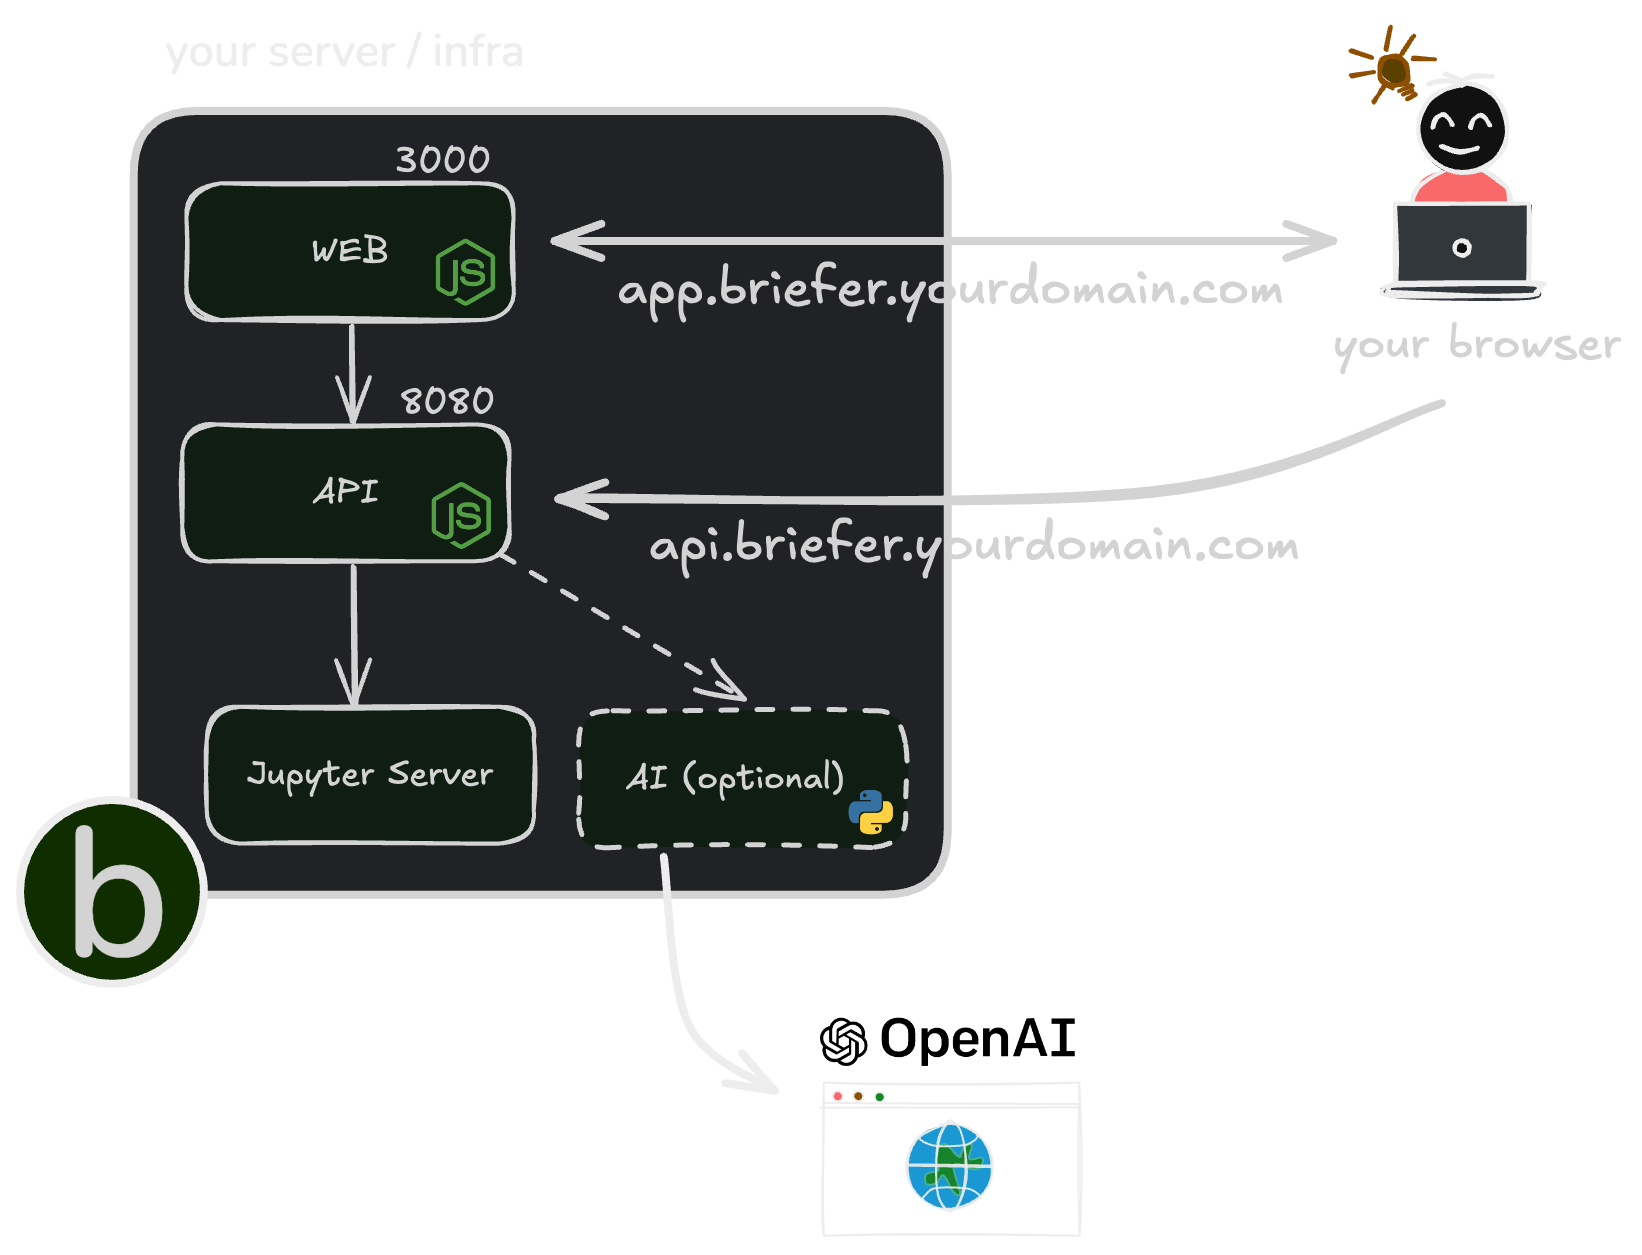 your server / infra
3000
WEB
JS
app.briefer.yourdomain.com
your browser
8080
API
JS
api.briefer.yourdomain.com
Jupyter Server
AI (optional)
b
OpenAI